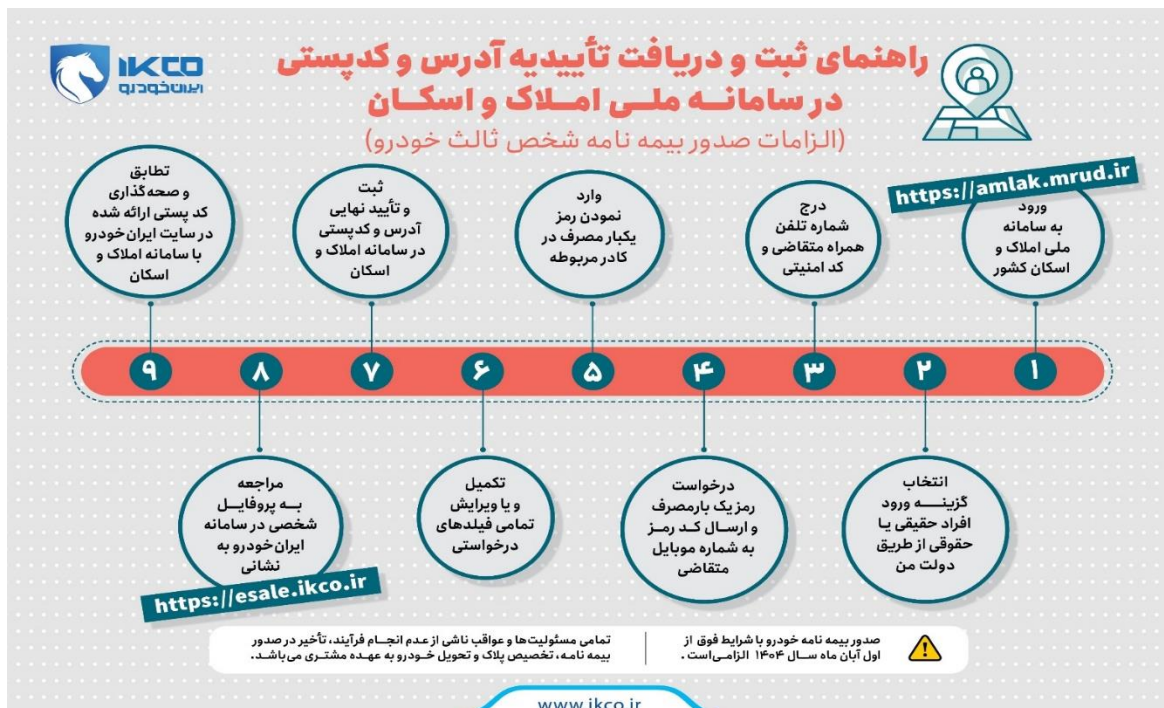 IKCO
ایران خودرو
راهنمای ثبت و دریافت تأییدیه آدرس و کدپستی
در سامانه ملی املاک و اسکان
(الزامات صدور بیمه نامه شخص ثالث خودرو)
https://amlak.mrud.ir
ورود
به سامانه
ملی املاک و
اسکان کشور
۱
انتخاب
گزینه ورود
افراد حقیقی یا
حقوقی از طریق
دولت من
۲
درج
شماره تلفن
همراه متقاضی و
کد امنیتی
۳
درخواست
رمز یک بارمصرف
و ارسال کد رمز
به شماره موبایل
متقاضی
۴
وارد
نمودن رمز
یکبار مصرف در
کادر مربوطه
۵
تکمیل
و یا ویرایش
تمامی فیلدهای
درخواستی
۶
ثبت
و تأیید نهایی
آدرس و کدپستی
در سامانه املاک و
اسکان
۷
مراجعه
به پروفایل
شخصی در سامانه
ایران‌خودرو به
نشانی
https://esale.ikco.ir
۸
تطابق
و صحه‌گذاری
کد پستی ارائه شده
در سایت ایران‌خودرو
با سامانه املاک و
اسکان
۹
صدور بیمه نامه خودرو با شرایط فوق از
اول آبان ماه سال ۱۴۰۴ الزامی‌است.
تمامی مسئولیت‌ها و عواقب ناشی از عدم انجام فرآیند، تأخیر در صدور
بیمه نامه، تخصیص پلاک و تحویل خودرو به عهده مشتری می‌باشد.
www.ikco.ir